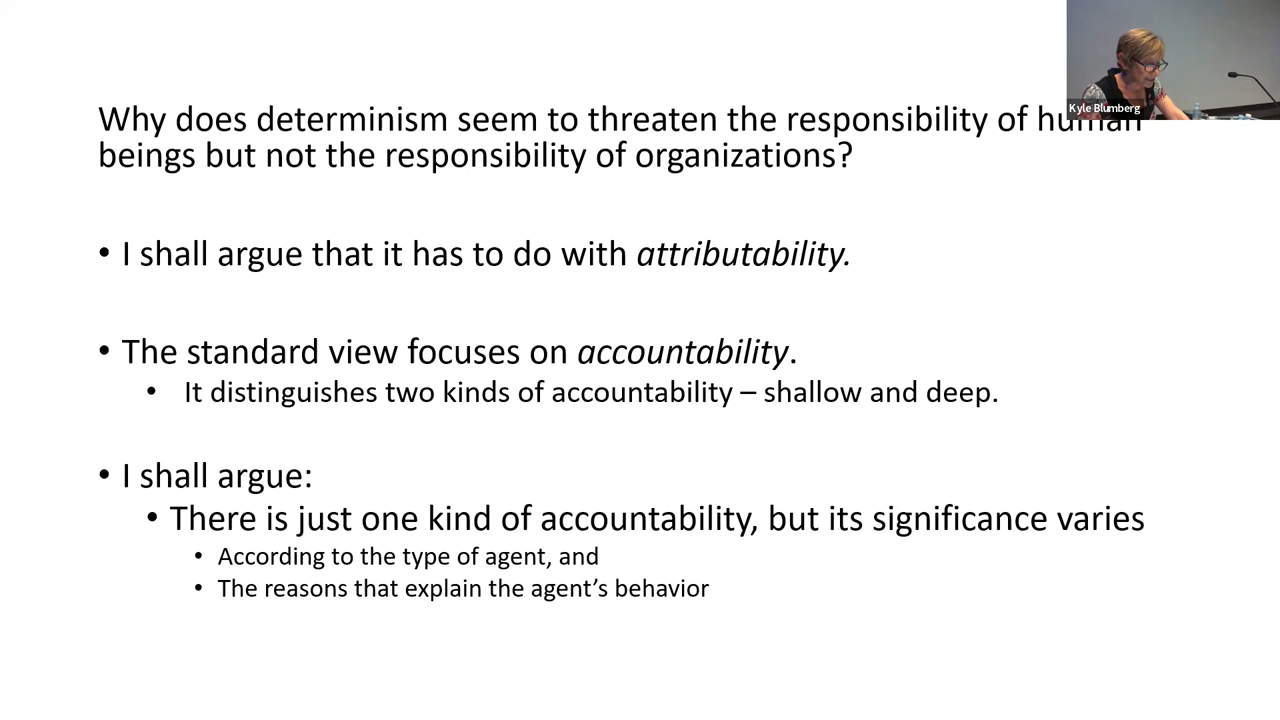 Why does determinism seem to threaten the responsibility of human
beings but not the responsibility of organizations?
• I shall argue that it has to do with attributability.
• The standard view focuses on accountability.
• It distinguishes two kinds of accountability – shallow and deep.
• I shall argue:
• There is just one kind of accountability, but its significance varies
• According to the type of agent, and
• The reasons that explain the agent’s behavior
Kyle Blumberg